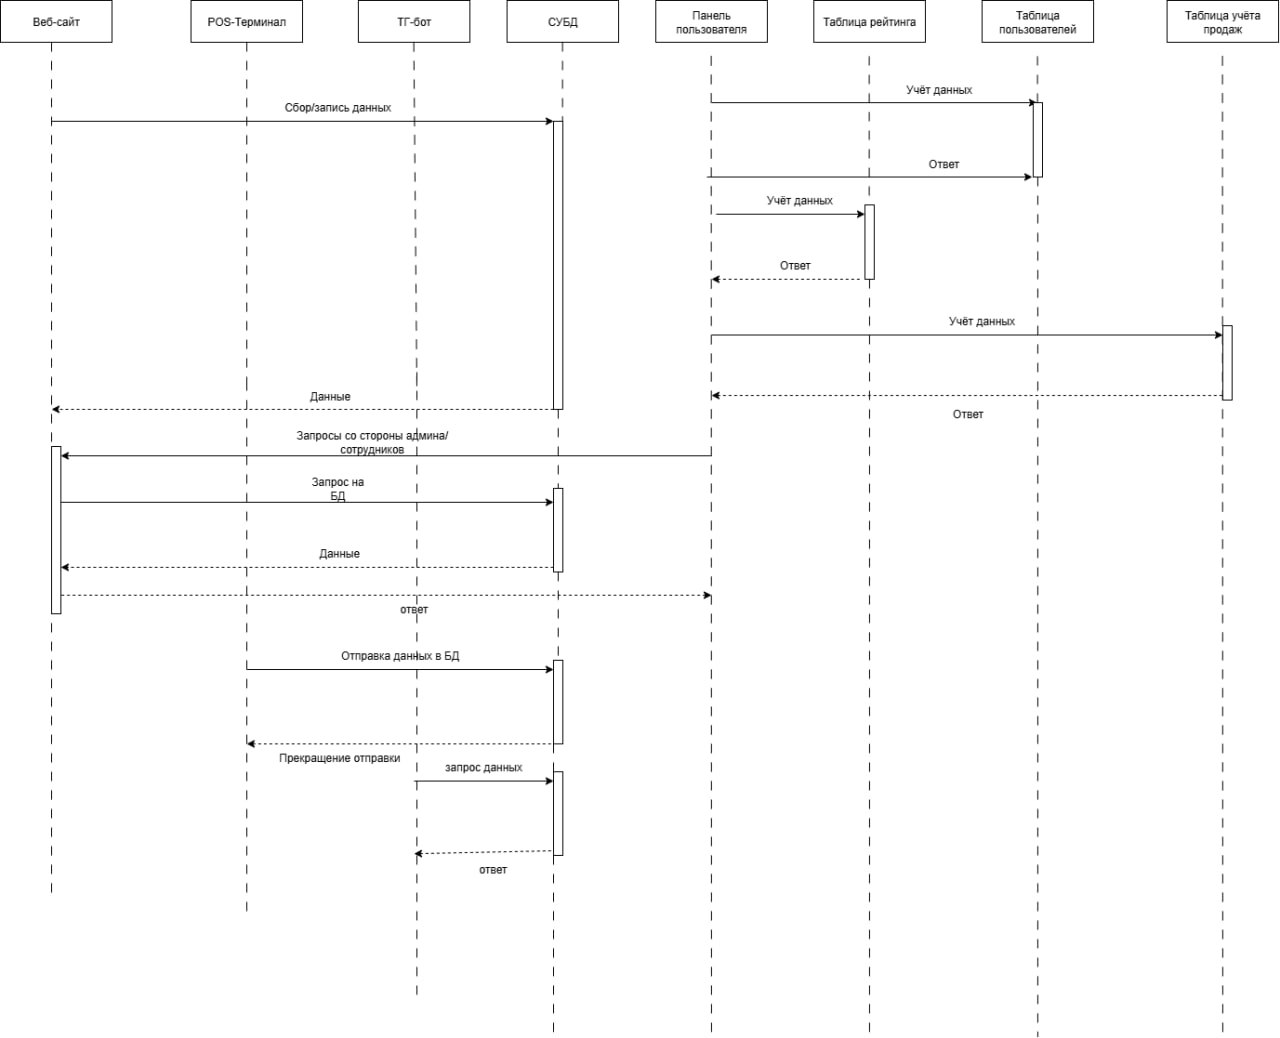 Веб-сайт
POS-Терминал
ТГ-бот
СУБД
Панель
пользователя
Таблица рейтинга
Таблица
пользователей
Таблица учёта
продаж
Учёт данных
Сбор/запись данных
Ответ
Учёт данных
Ответ
Учёт данных
Данные
Ответ
Запросы со стороны админа/
сотрудников
Запрос на
БД
Данные
ответ
Отправка данных в БД
Прекращение отправки
запрос данных
ответ